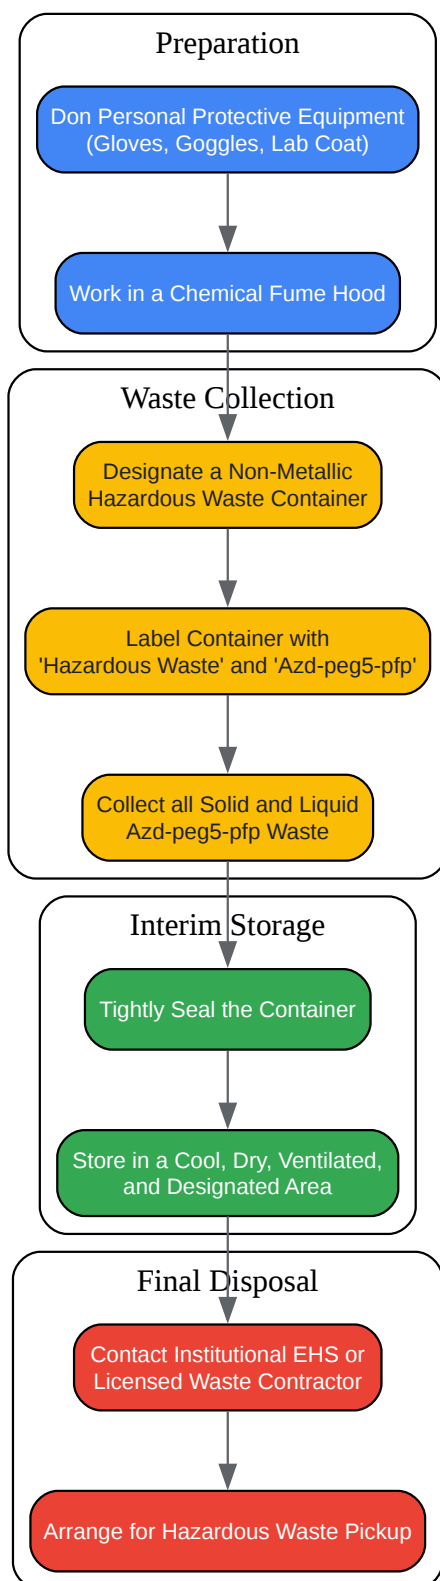 Preparation
Don Personal Protective Equipment
(Gloves, Goggles, Lab Coat)
Work in a Chemical Fume Hood
Waste Collection
Designate a Non-Metallic
Hazardous Waste Container
Label Container with
'Hazardous Waste' and 'Azd-peg5-pfp'
Collect all Solid and Liquid
Azd-peg5-pfp Waste
Interim Storage
Tightly Seal the Container
Store in a Cool, Dry, Ventilated,
and Designated Area
Final Disposal
Contact Institutional EHS or
Licensed Waste Contractor
Arrange for Hazardous Waste Pickup